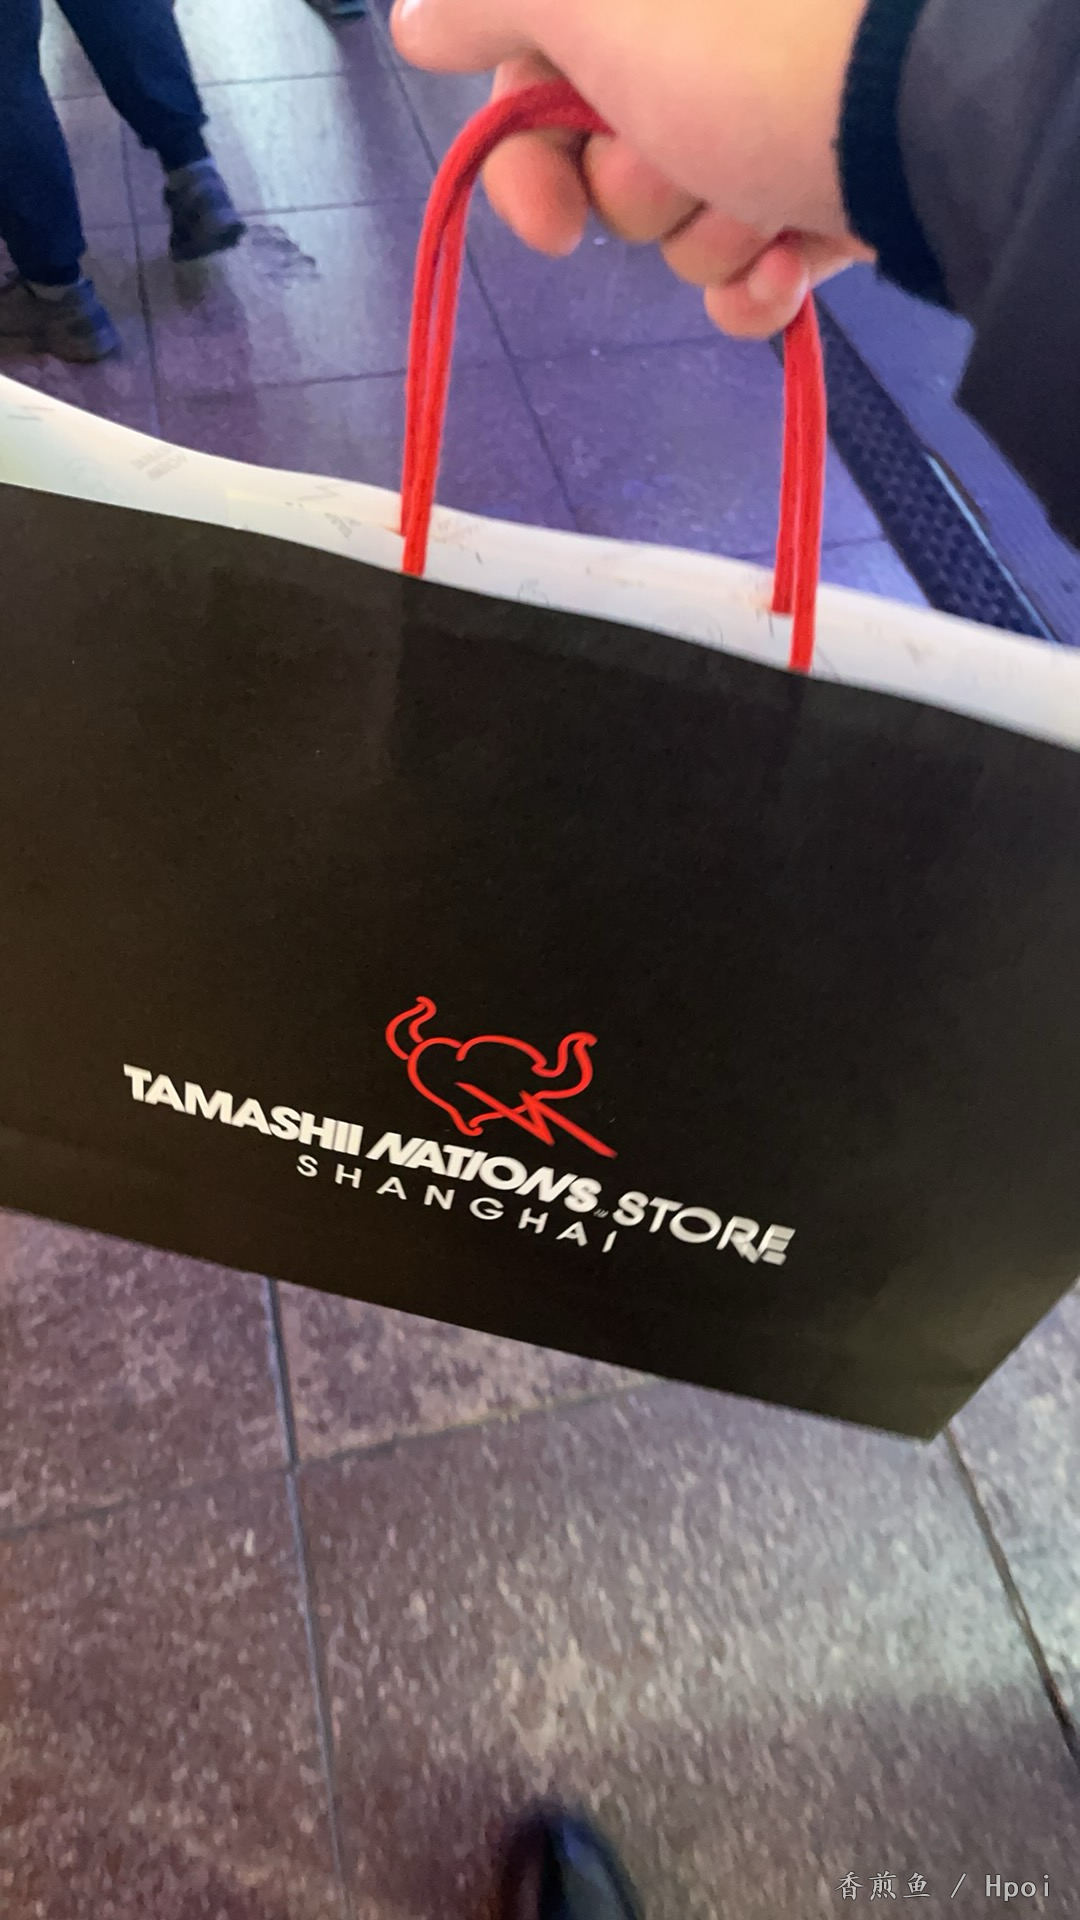 TAMASHII NATIONS STORE
SHANGHAI
香煎鱼 / Hpoi